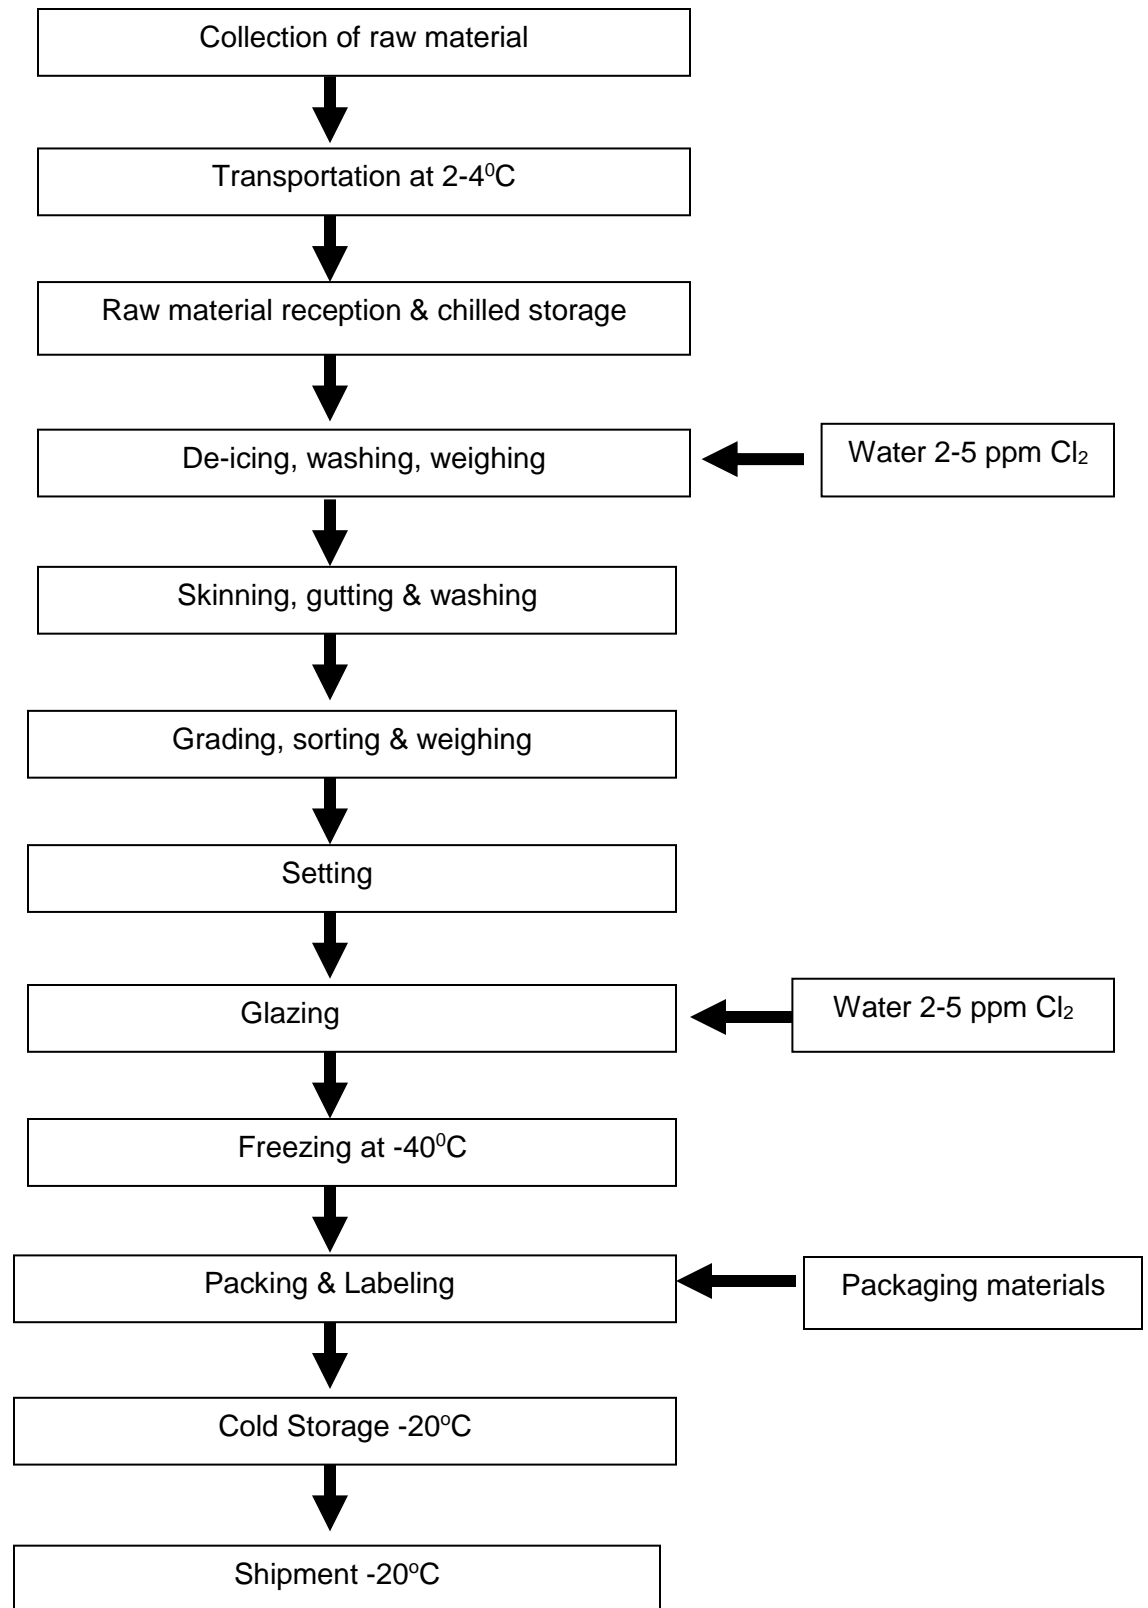 Collection of raw material
Transportation at 2-4⁰C
Raw material reception & chilled storage
De-icing, washing, weighing
Water 2-5 ppm Cl₂
Skinning, gutting & washing
Grading, sorting & weighing
Setting
Glazing
Water 2-5 ppm Cl₂
Freezing at -40⁰C
Packing & Labeling
Packaging materials
Cold Storage -20ºC
Shipment -20ºC